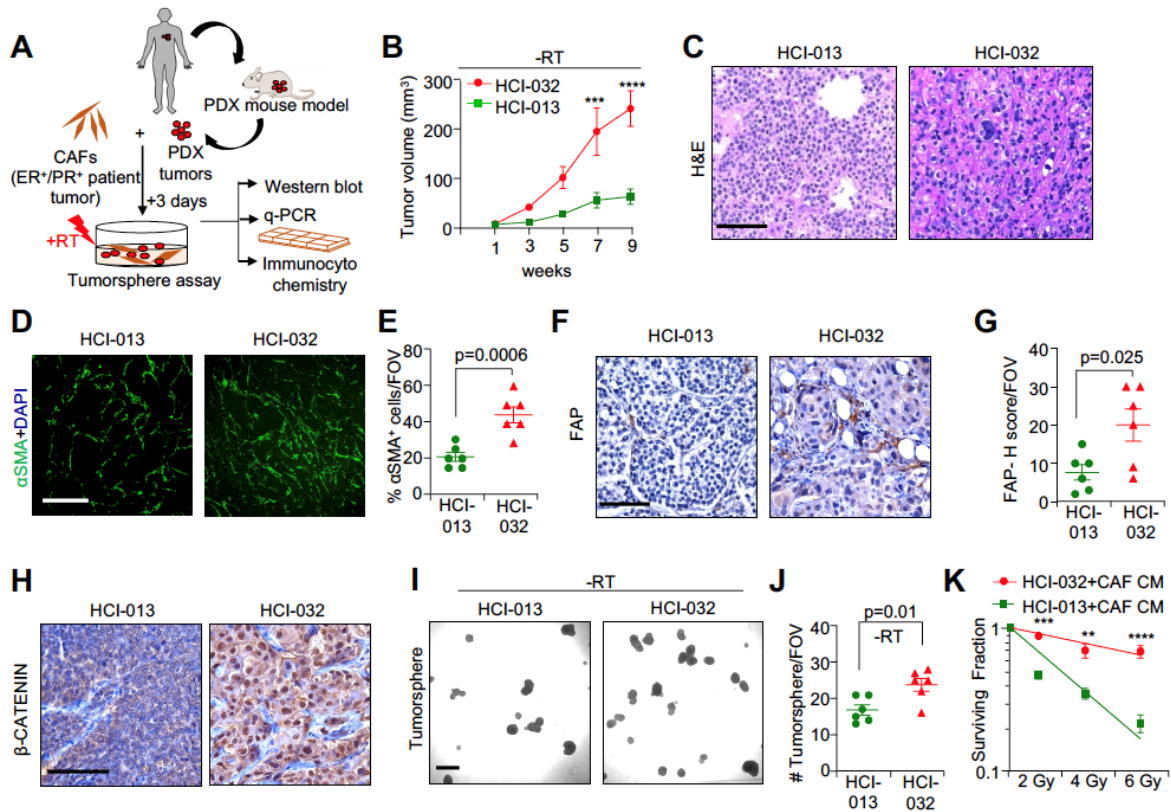 A
PDX mouse model
CAFs
(ER⁺/PR⁺ patient
tumor)
+
PDX
tumors
+3 days
+RT
Tumorsphere assay
Western blot
q-PCR
Immunocyto
chemistry
B
-RT
HCI-032
HCI-013
Tumor volume (mm³)
300
200
100
0
***
****
1 3 5 7 9
weeks
C
HCI-013
HCI-032
H&E
D
HCI-013
HCI-032
αSMA+DAPI
E
p=0.0006
% αSMA⁺ cells/FOV
80
60
40
20
0
HCI-
013
HCI-
032
F
HCI-013
HCI-032
FAP
G
p=0.025
FAP- H score/FOV
40
30
20
10
0
HCI-
013
HCI-
032
H
HCI-013
HCI-032
β-CATENIN
I
-RT
HCI-013
HCI-032
Tumorsphere
J
p=0.01
-RT
# Tumorsphere/FOV
40
30
20
10
0
HCI-
013
HCI-
032
K
HCI-032+CAF CM
HCI-013+CAF CM
Surviving Fraction
1
0.1
***
**
****
2 Gy 4 Gy 6 Gy